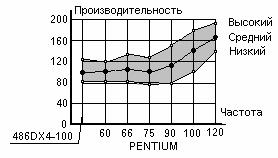 Производительность
200
160
120
80
40
0
Высокий
Средний
Низкий
Частота
486DX4-100
60 66 75 90 100 120
PENTIUM